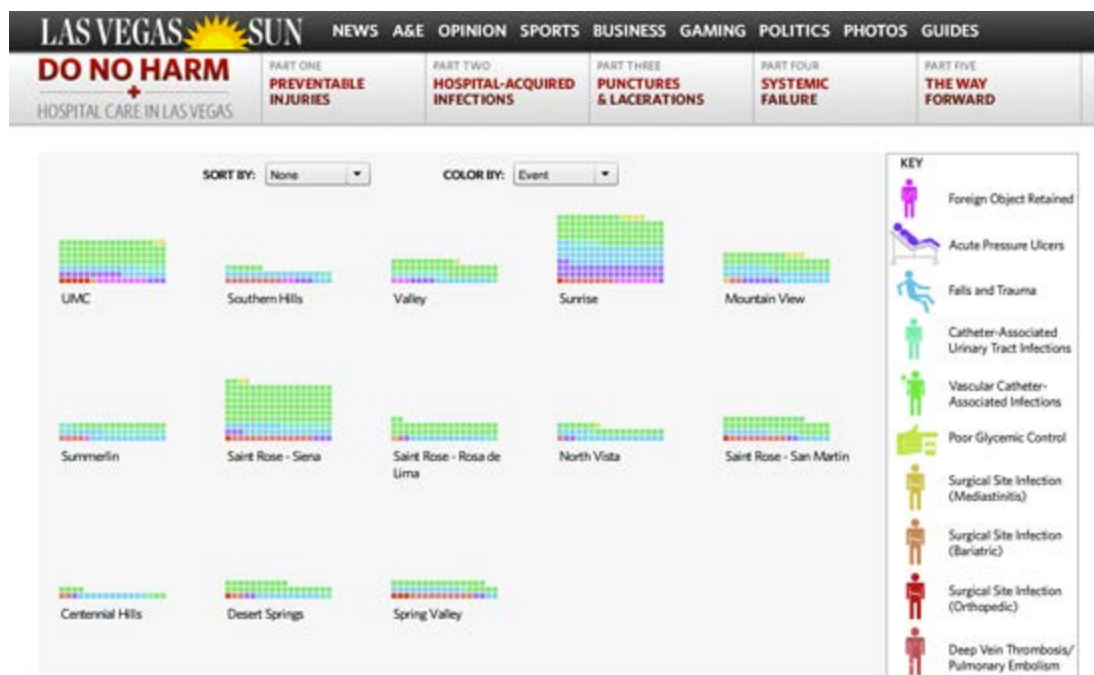 LAS VEGAS SUN
NEWS A&E OPINION SPORTS BUSINESS GAMING POLITICS PHOTOS GUIDES
DO NO HARM
HOSPITAL CARE IN LAS VEGAS
PART ONE
PREVENTABLE
INJURIES
PART TWO
HOSPITAL-ACQUIRED
INFECTIONS
PART THREE
PUNCTURES
& LACERATIONS
PART FOUR
SYSTEMIC
FAILURE
PART FIVE
THE WAY
FORWARD
SORT BY: None
COLOR BY: Event
UMC
Southern Hills
Valley
Sunrise
Mountain View
Summerlin
Saint Rose - Siena
Saint Rose - Rosa de
Lima
North Vista
Saint Rose - San Martin
Centennial Hills
Desert Springs
Spring Valley
KEY
Foreign Object Retained
Acute Pressure Ulcers
Falls and Trauma
Catheter-Associated
Urinary Tract Infections
Vascular Catheter-
Associated Infections
Poor Glycemic Control
Surgical Site Infection
(Mediastinitis)
Surgical Site Infection
(Bariatric)
Surgical Site Infection
(Orthopedic)
Deep Vein Thrombosis/
Pulmonary Embolism